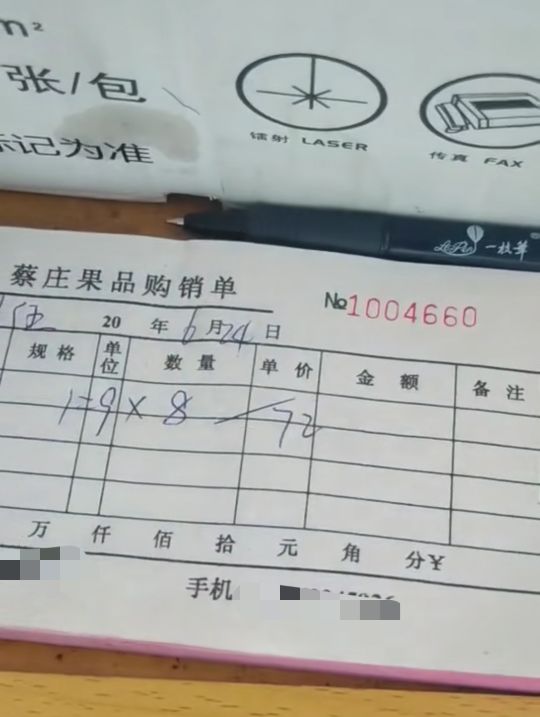 m²
张/包
标记为准
镭射 LASER
传真 FAX
LePin 一枝笔
蔡庄果品购销单
№1004660
20 年6月24日
规格 单位 数量 单价 金额 备注
9×8 72
万 仟 佰 拾 元 角 分¥
手机